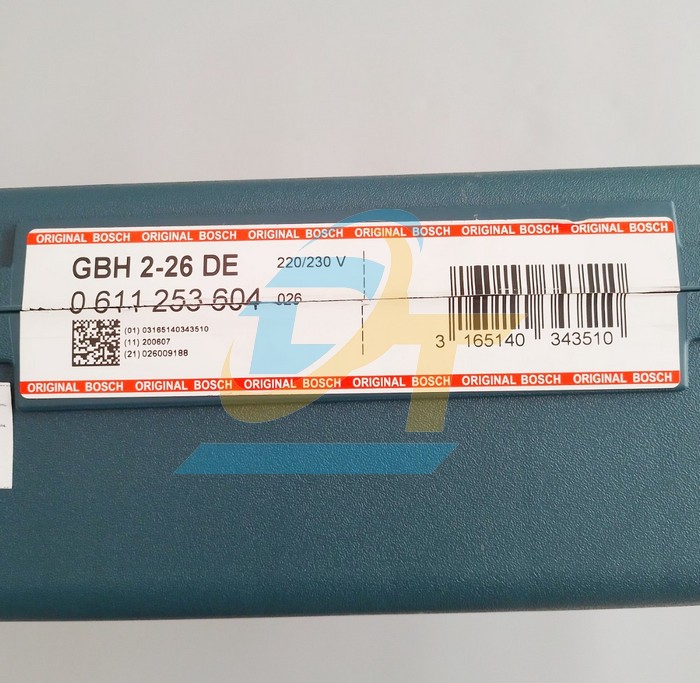 ORIGINAL BOSCH ORIGINAL BOSCH ORIGINAL BOSCH ORIGINAL BOSCH ORIGINAL BOSCH ORIGINAL BOSCH
GBH 2-26 DE 220/230 V
0 611 253 604 026
(01) 03165140343510
(11) 200607
(21) 026009188
3 165140 343510
ORIGINAL BOSCH ORIGINAL BOSCH ORIGINAL BOSCH ORIGINAL BOSCH ORIGINAL BOSCH ORIGINAL BOSCH
DT